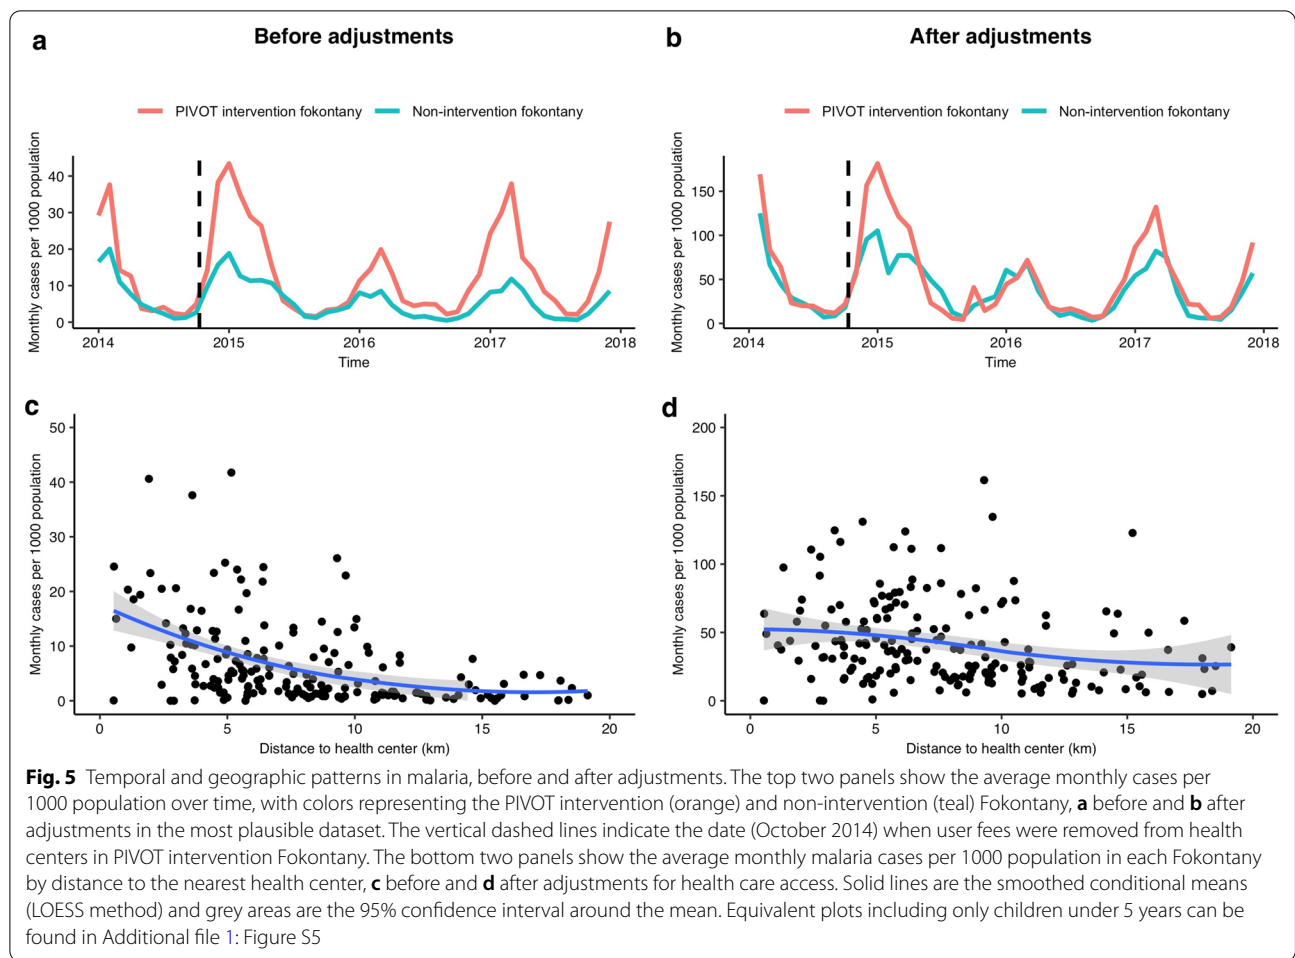 a
Before adjustments
b
After adjustments
PIVOT intervention fokontany
Non-intervention fokontany
PIVOT intervention fokontany
Non-intervention fokontany
Monthly cases per 1000 population
40
30
20
10
0
2014
2015
2016
2017
2018
Time
Monthly cases per 1000 population
150
100
50
0
2014
2015
2016
2017
2018
Time
c
Monthly cases per 1000 population
50
40
30
20
10
0
0
5
10
15
20
Distance to health center (km)
d
Monthly cases per 1000 population
200
150
100
50
0
0
5
10
15
20
Distance to health center (km)
Fig. 5 Temporal and geographic patterns in malaria, before and after adjustments. The top two panels show the average monthly cases per
1000 population over time, with colors representing the PIVOT intervention (orange) and non-intervention (teal) Fokontany, a before and b after
adjustments in the most plausible dataset. The vertical dashed lines indicate the date (October 2014) when user fees were removed from health
centers in PIVOT intervention Fokontany. The bottom two panels show the average monthly malaria cases per 1000 population in each Fokontany
by distance to the nearest health center, c before and d after adjustments for health care access. Solid lines are the smoothed conditional means
(LOESS method) and grey areas are the 95% confidence interval around the mean. Equivalent plots including only children under 5 years can be
found in Additional file 1: Figure S5